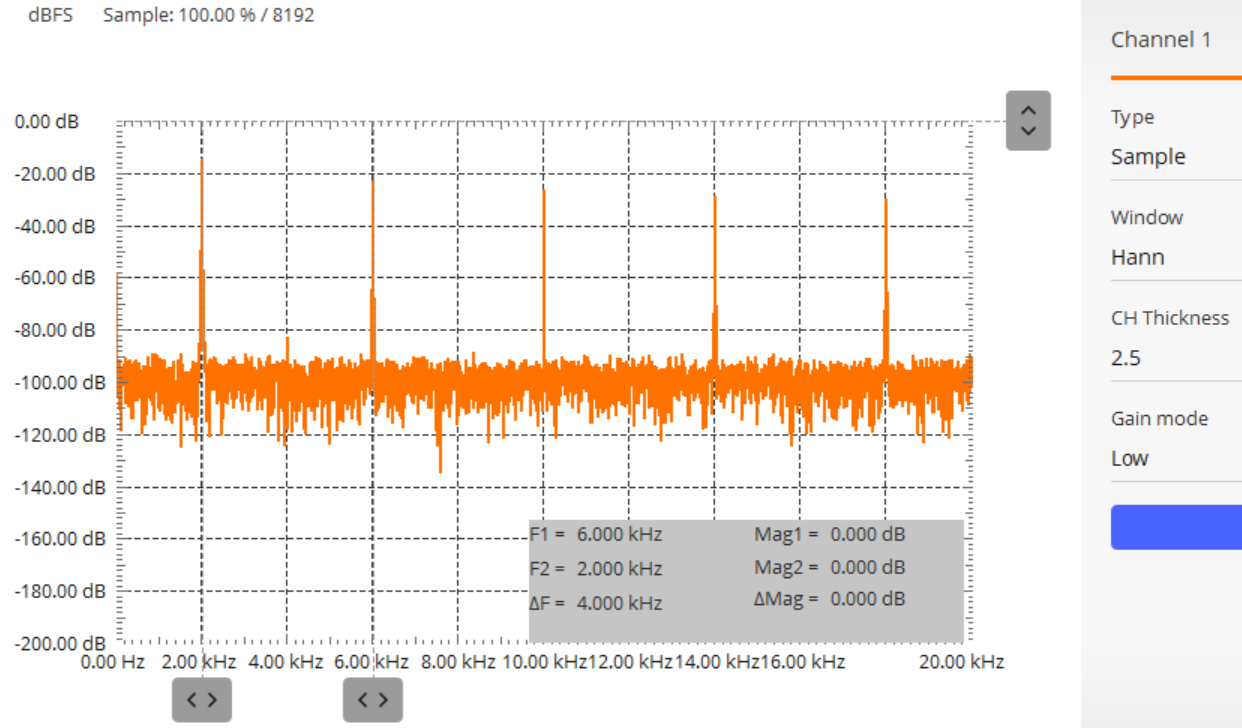 dBFS Sample: 100.00 % / 8192
0.00 dB
-20.00 dB
-40.00 dB
-60.00 dB
-80.00 dB
-100.00 dB
-120.00 dB
-140.00 dB
-160.00 dB
-180.00 dB
-200.00 dB
0.00 Hz 2.00 kHz 4.00 kHz 6.00 kHz 8.00 kHz 10.00 kHz 12.00 kHz 14.00 kHz 16.00 kHz 20.00 kHz
F1 = 6.000 kHz Mag1 = 0.000 dB
F2 = 2.000 kHz Mag2 = 0.000 dB
ΔF = 4.000 kHz ΔMag = 0.000 dB
Channel 1
Type
Sample
Window
Hann
CH Thickness
2.5
Gain mode
Low